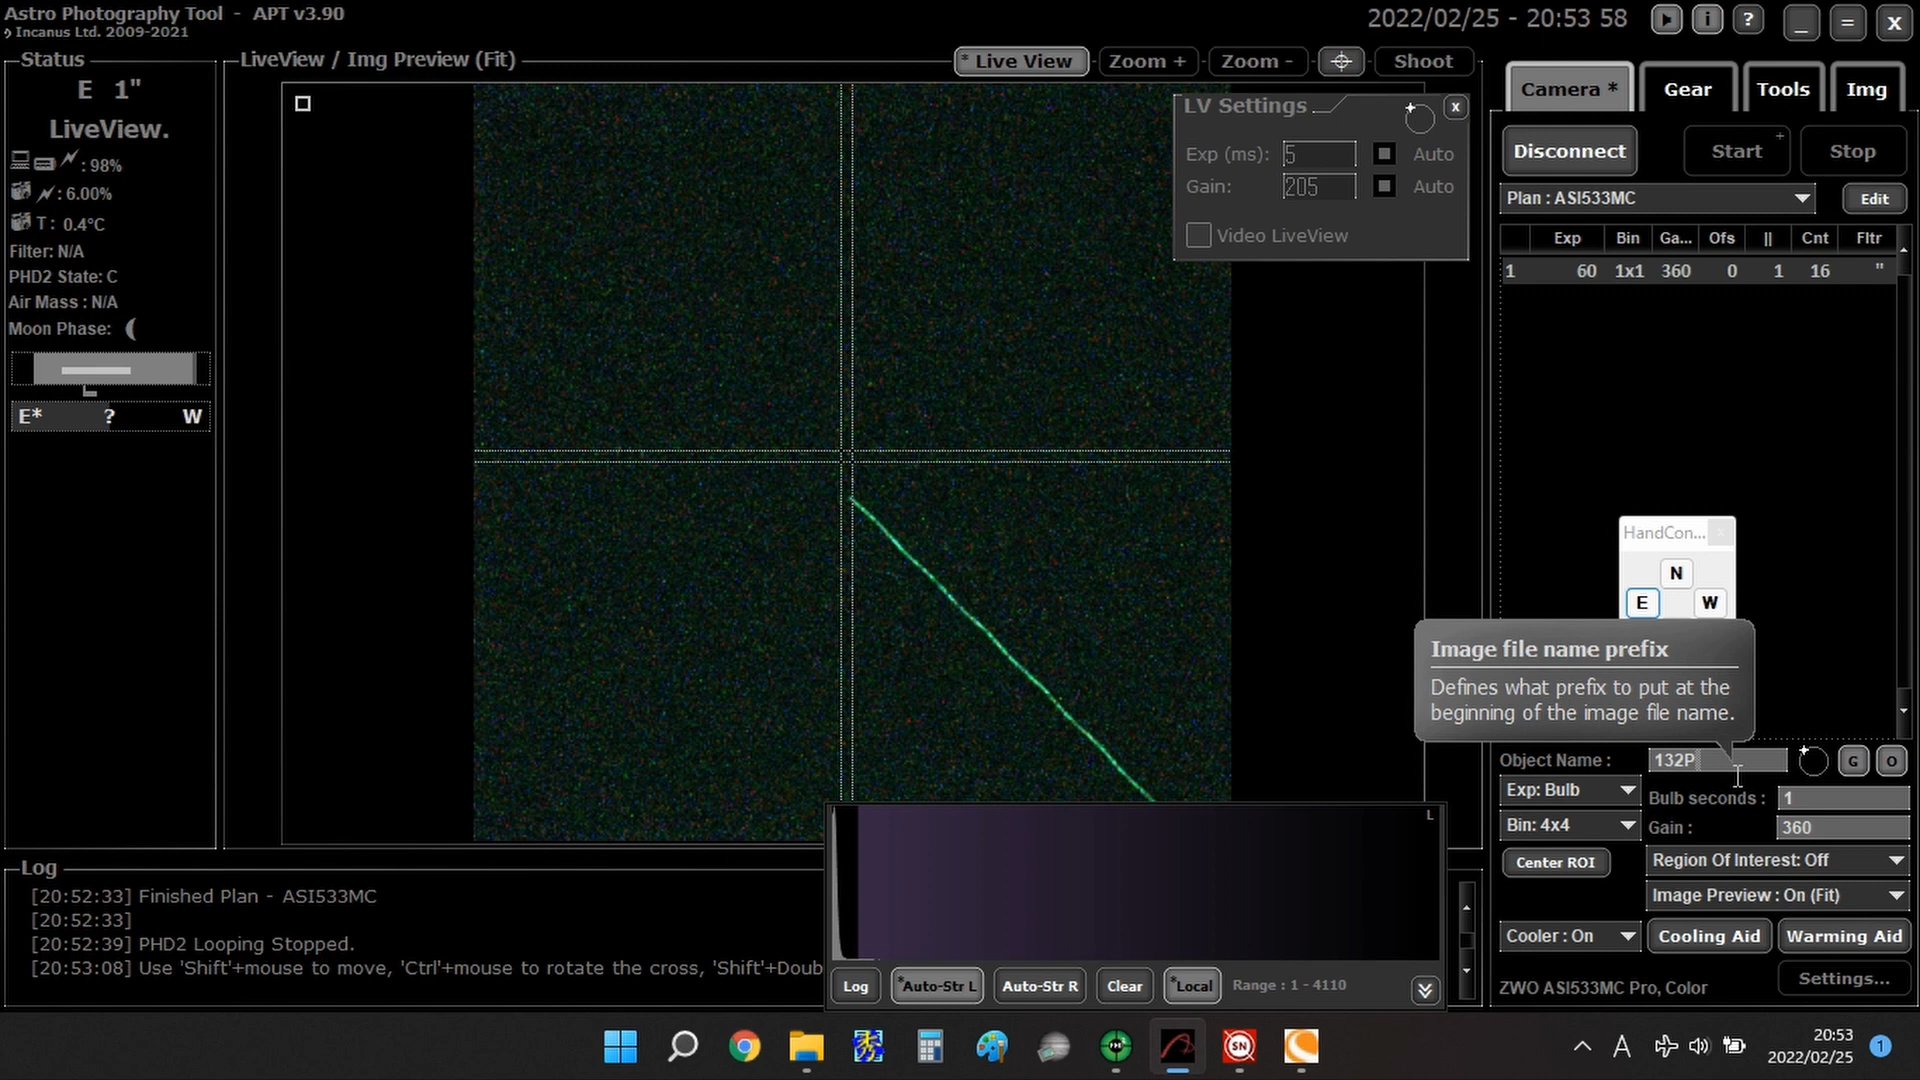 Astro Photography Tool - APT v3.90
Incanus Ltd. 2009-2021
2022/02/25 - 20:53 58
i
?
_
=
X
Status
E 1"
LiveView.
: 98%
: 6.00%
T : 0.4°C
Filter: N/A
PHD2 State: C
Air Mass : N/A
Moon Phase:
E* ? W
LiveView / Img Preview (Fit)
* Live View
Zoom +
Zoom -
Shoot
LV Settings
x
Exp (ms): 5 Auto
Gain: 205 Auto
Video LiveView
Camera *
Gear
Tools
Img
Disconnect
Start +
Stop
Plan : ASI533MC
Edit
Exp Bin Ga... Ofs || Cnt Fltr
1 60 1x1 360 0 1 16 "
HandCon...
N
E W
Image file name prefix
Defines what prefix to put at the
beginning of the image file name.
Object Name : 132P
G
O
Exp: Bulb
Bulb seconds : 1
Bin: 4x4
Gain : 360
Center ROI
Region Of Interest: Off
Image Preview : On (Fit)
Cooler : On
Cooling Aid
Warming Aid
ZWO ASI533MC Pro, Color
Settings...
Log
[20:52:33] Finished Plan - ASI533MC
[20:52:33]
[20:52:39] PHD2 Looping Stopped.
[20:53:08] Use 'Shift'+mouse to move, 'Ctrl'+mouse to rotate the cross, 'Shift'+Doub
L
Log
*Auto-Str L
Auto-Str R
Clear
*Local
Range : 1 - 4110
SN
A
20:53
2022/02/25
1